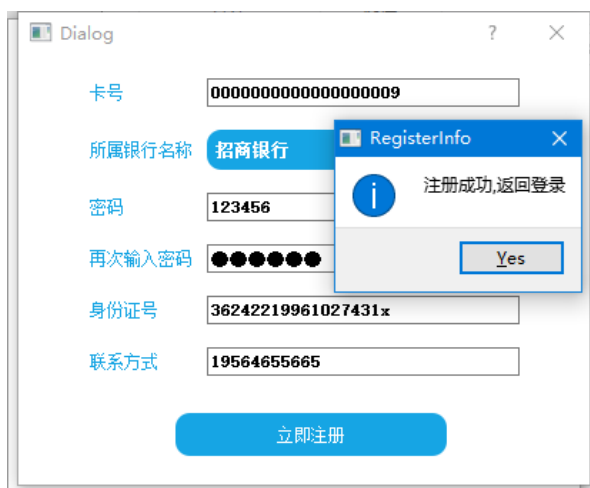 Dialog
卡号
0000000000000000009
所属银行名称
招商银行
RegisterInfo
注册成功,返回登录
Yes
密码
123456
再次输入密码
●●●●●●
身份证号
36242219961027431x
联系方式
19564655665
立即注册